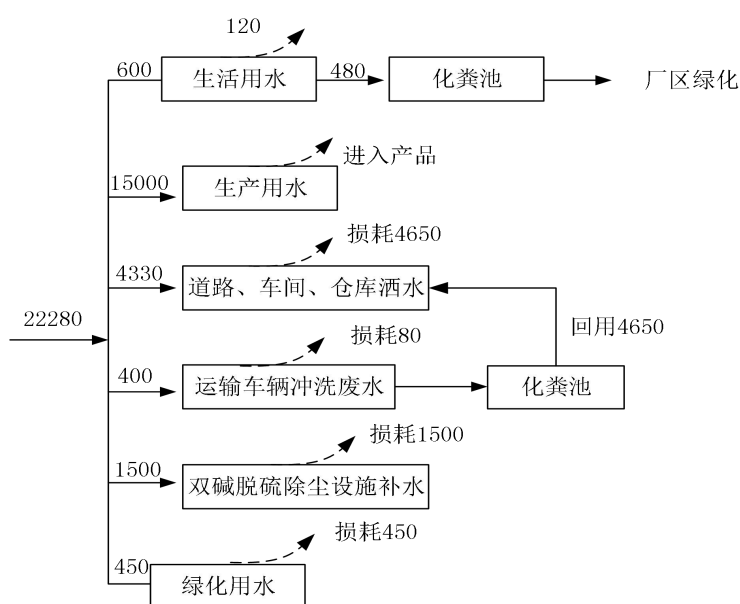 120
600
生活用水
480
化粪池
厂区绿化
15000
生产用水
进入产品
损耗4650
4330
道路、车间、仓库洒水
22280
回用4650
损耗80
400
运输车辆冲洗废水
化粪池
损耗1500
1500
双碱脱硫除尘设施补水
损耗450
450
绿化用水